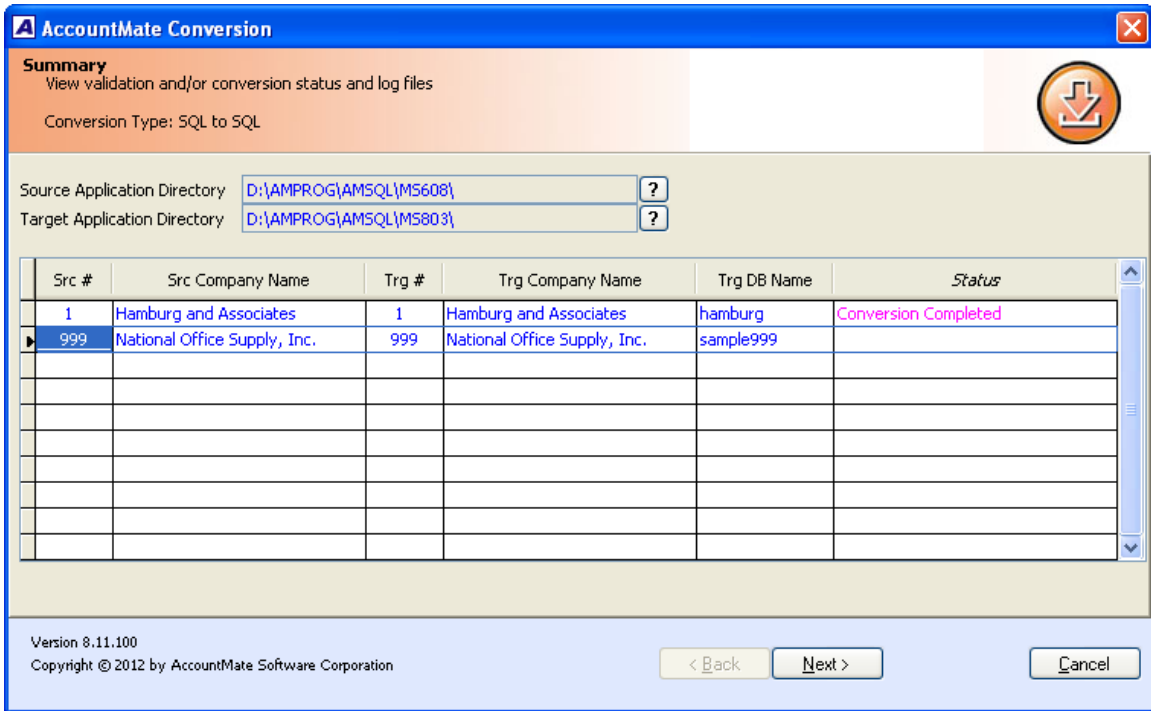 A AccountMate Conversion
Summary
View validation and/or conversion status and log files
Conversion Type: SQL to SQL
Source Application Directory D:\AMPROG\AMSQL\MS608\ ?
Target Application Directory D:\AMPROG\AMSQL\MS803\ ?
Src # Src Company Name Trg # Trg Company Name Trg DB Name Status
1 Hamburg and Associates 1 Hamburg and Associates hamburg Conversion Completed
999 National Office Supply, Inc. 999 National Office Supply, Inc. sample999
Version 8.11.100
Copyright © 2012 by AccountMate Software Corporation
< Back Next > Cancel